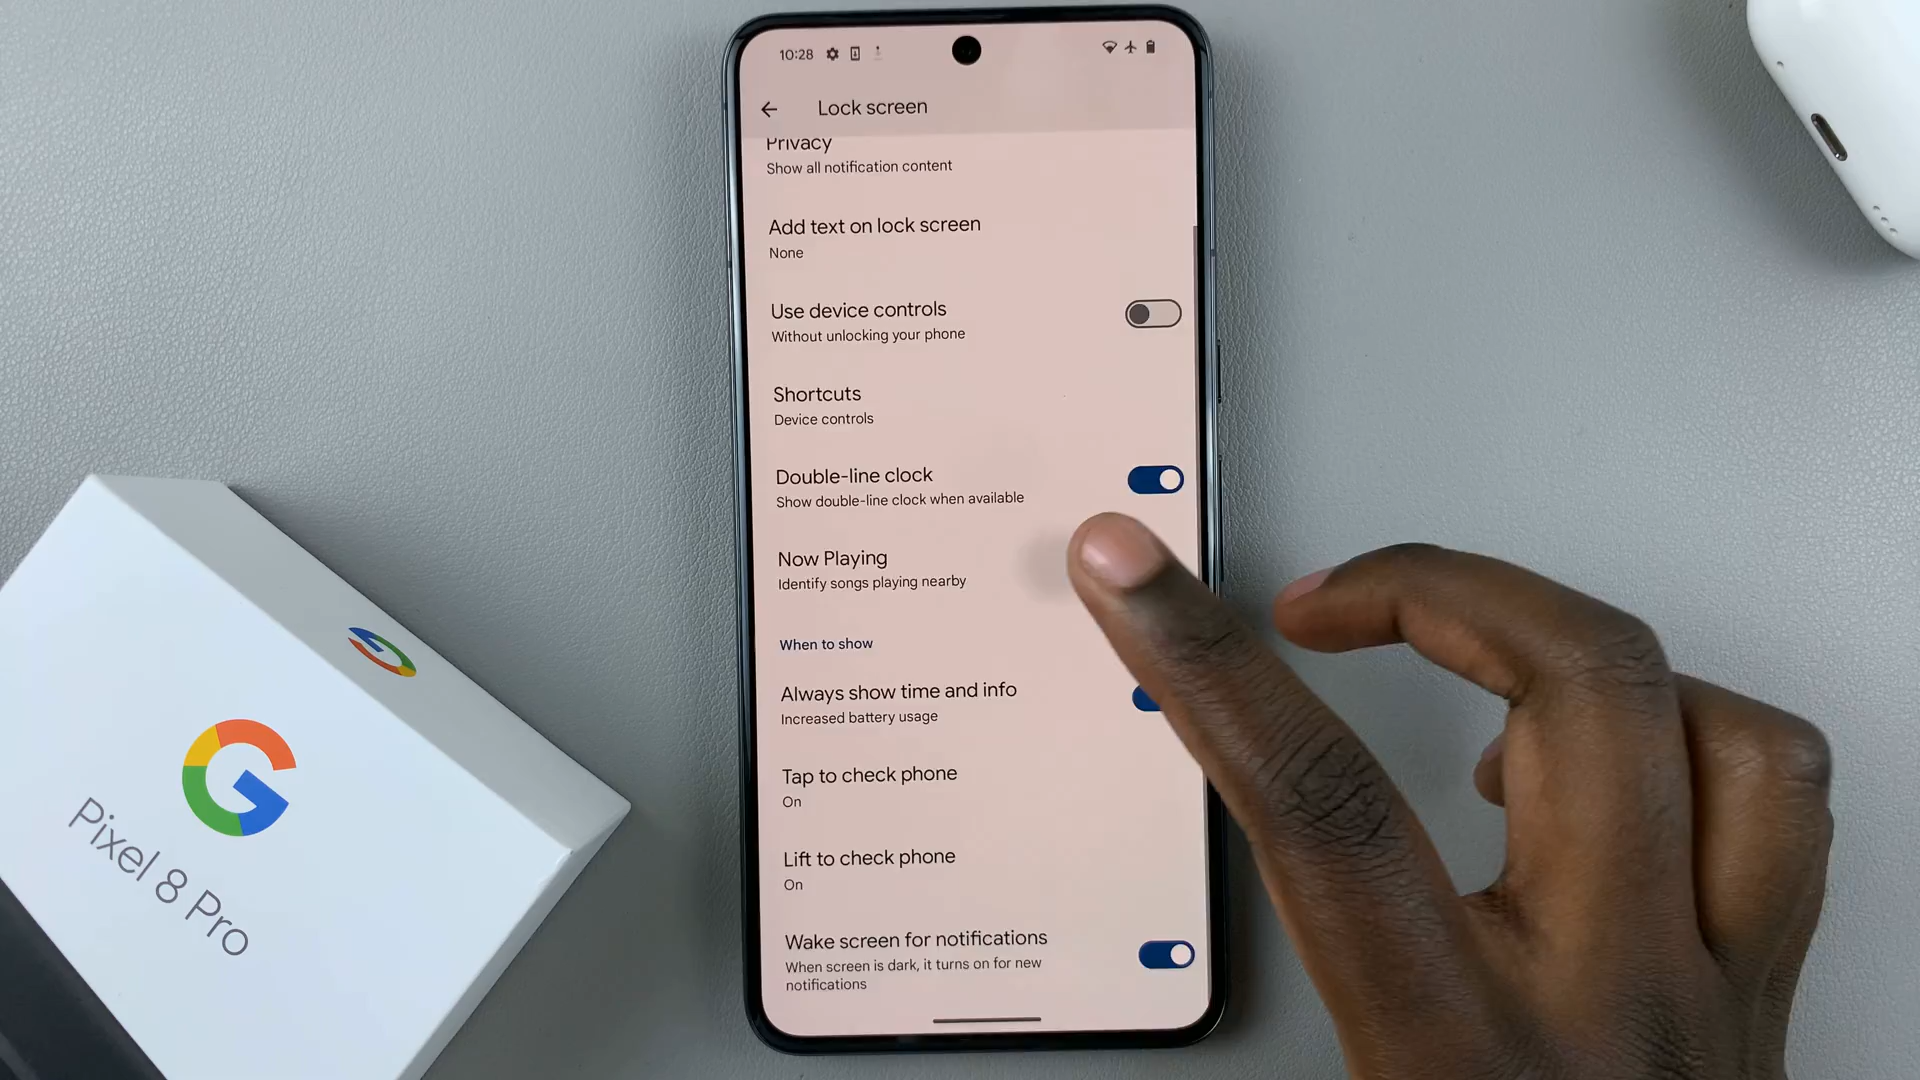 10:28
Lock screen
Privacy
Show all notification content
Add text on lock screen
None
Use device controls
Without unlocking your phone
Shortcuts
Device controls
Double-line clock
Show double-line clock when available
Now Playing
Identify songs playing nearby
When to show
Always show time and info
Increased battery usage
Tap to check phone
On
Lift to check phone
On
Wake screen for notifications
When screen is dark, it turns on for new
notifications
G
Pixel 8 Pro